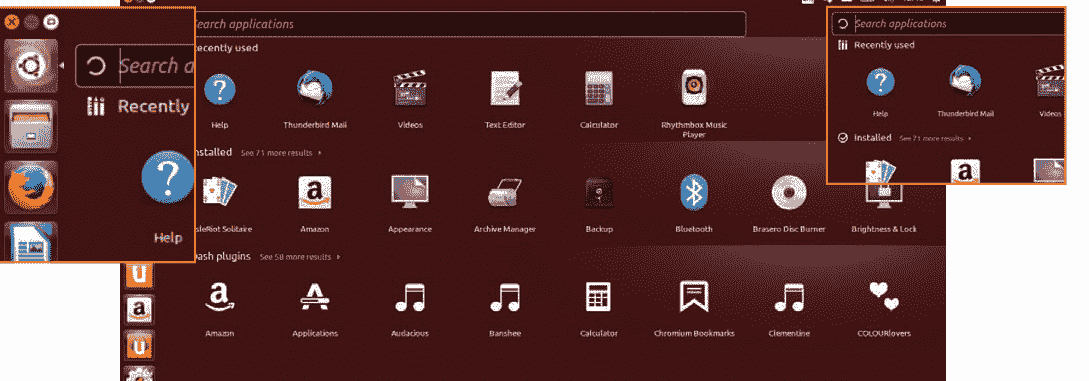 Search a
Recently
Help
Search applications
Recently used
Help Thunderbird Mail Videos Text Editor Calculator Rhythmbox Music Player
Installed See 71 more results
AisleRiot Solitaire Amazon Appearance Archive Manager Backup Bluetooth Brasero Disc Burner Brightness & Lock
Dash plugins See 58 more results
Amazon Applications Audacious Banshee Calculator Chromium Bookmarks Clementine COLOURlovers
Search applications
Recently used
Help Thunderbird Mail Videos
Installed See 71 more results